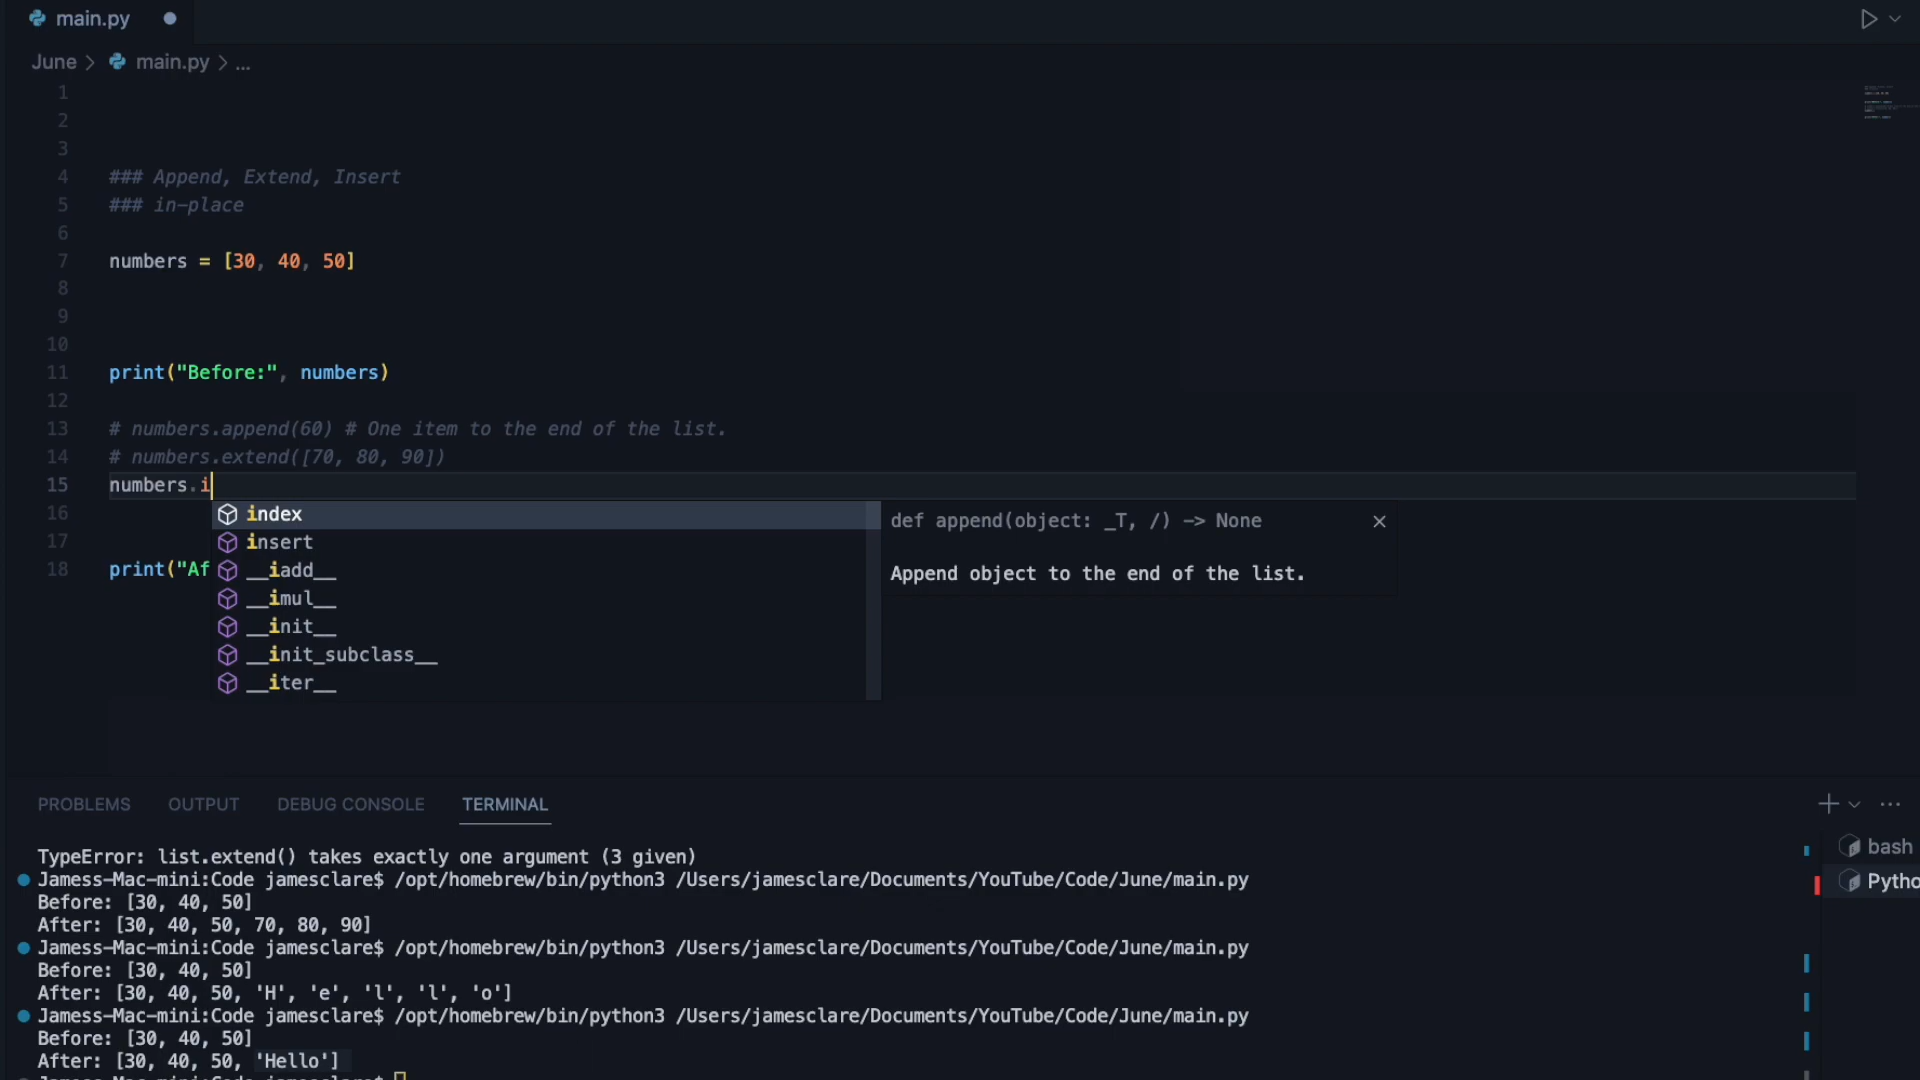 main.py
June > main.py > ...
1
2
3
4 ### Append, Extend, Insert
5 ### in-place
6
7 numbers = [30, 40, 50]
8
9
10
11 print("Before:", numbers)
12
13 # numbers.append(60) # One item to the end of the list.
14 # numbers.extend([70, 80, 90])
15 numbers.i
16
17
18 print("Af
index
insert
__iadd__
__imul__
__init__
__init_subclass__
__iter__
def append(object: _T, /) -> None
Append object to the end of the list.
PROBLEMS OUTPUT DEBUG CONSOLE TERMINAL
TypeError: list.extend() takes exactly one argument (3 given)
Jamess-Mac-mini:Code jamesclare$ /opt/homebrew/bin/python3 /Users/jamesclare/Documents/YouTube/Code/June/main.py
Before: [30, 40, 50]
After: [30, 40, 50, 70, 80, 90]
Jamess-Mac-mini:Code jamesclare$ /opt/homebrew/bin/python3 /Users/jamesclare/Documents/YouTube/Code/June/main.py
Before: [30, 40, 50]
After: [30, 40, 50, 'H', 'e', 'l', 'l', 'o']
Jamess-Mac-mini:Code jamesclare$ /opt/homebrew/bin/python3 /Users/jamesclare/Documents/YouTube/Code/June/main.py
Before: [30, 40, 50]
After: [30, 40, 50, 'Hello']
bash
Pytho